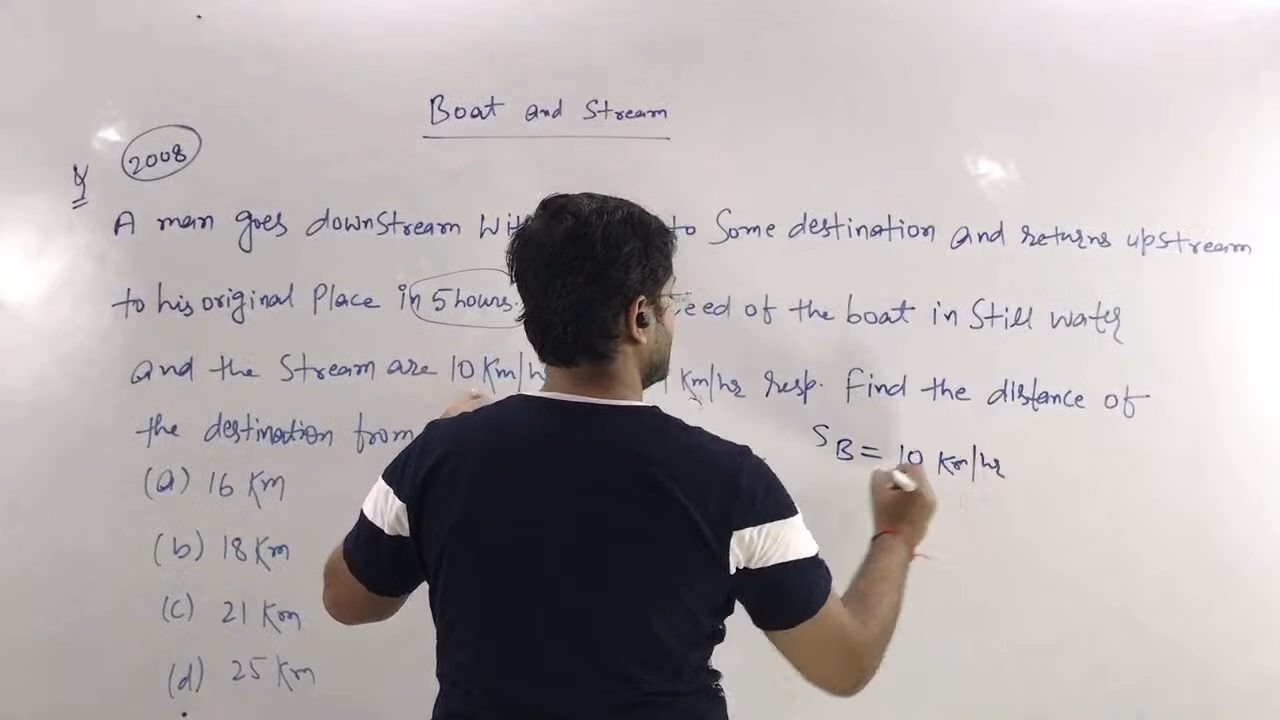 Boat and Stream
Q 2008
A man goes downstream to Some destination and returns upstream
to his original Place in 5 hours. of the boat in Still water
and the Stream are 10 Km/h Km/hr resp. Find the distance of
the destination from
SB = 10 Km/hr
(a) 16 Km
(b) 18 Km
(c) 21 Km
(d) 25 Km